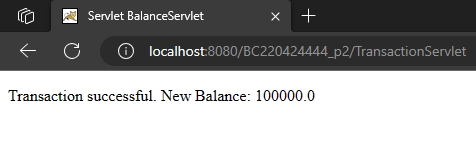 Servlet BalanceServlet
localhost:8080/BC220424444_p2/TransactionServlet
Transaction successful. New Balance: 100000.0